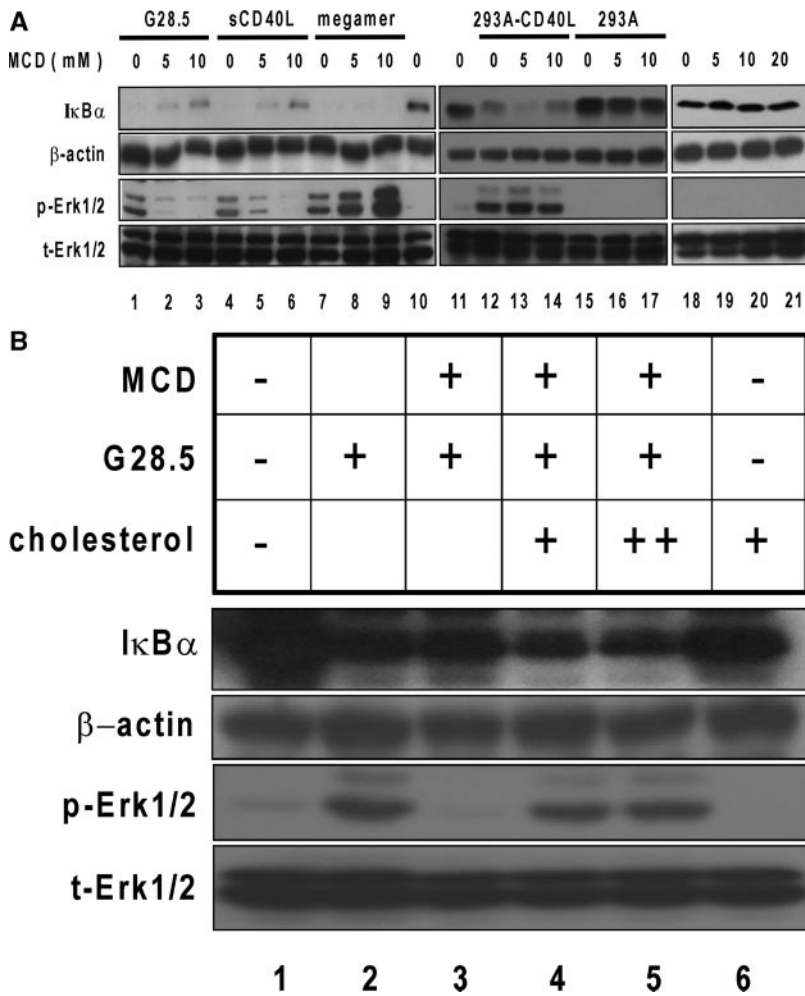 A
G28.5 sCD40L megamer 293A-CD40L 293A
MCD ( mM ) 0 5 10 0 5 10 0 5 10 0 0 0 5 10 0 5 10 0 5 10 20
IκBα
β-actin
p-Erk1/2
t-Erk1/2
1 2 3 4 5 6 7 8 9 10 11 12 13 14 15 16 17 18 19 20 21
B
MCD - + + + -
G28.5 - + + + + -
cholesterol - + ++ +
IκBα
β-actin
p-Erk1/2
t-Erk1/2
1 2 3 4 5 6